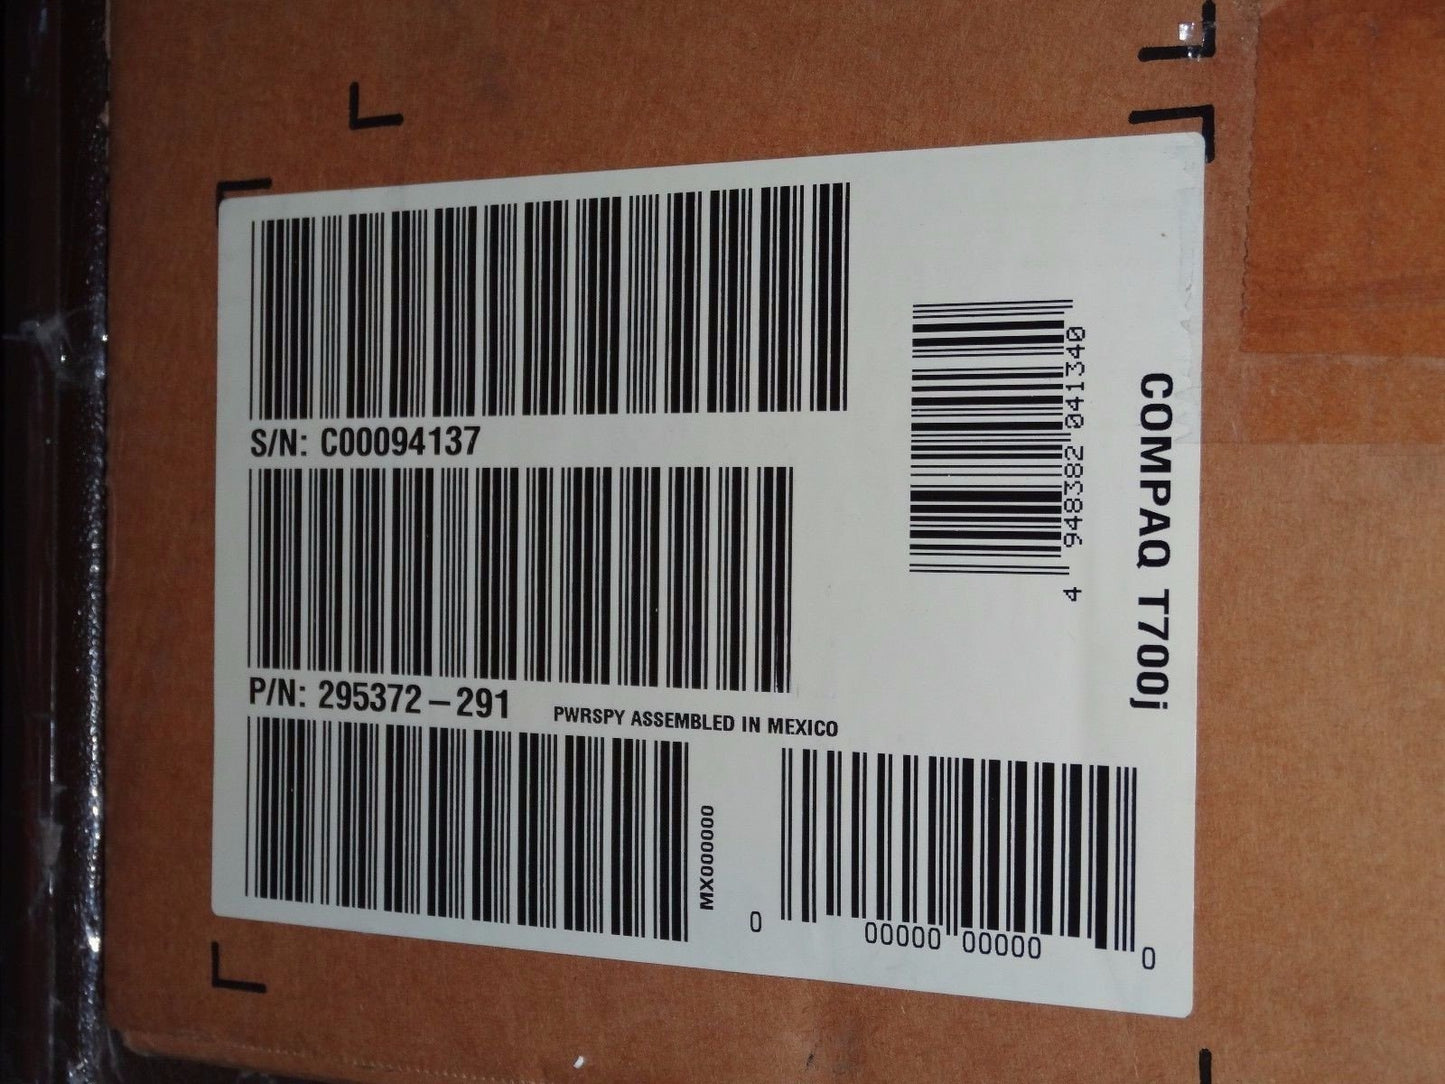 S/N: C00094137
P/N: 295372-291
PWRSPY ASSEMBLED IN MEXICO
MX000000
0 00000 00000 0
4 948382 041340
COMPAQ T700j